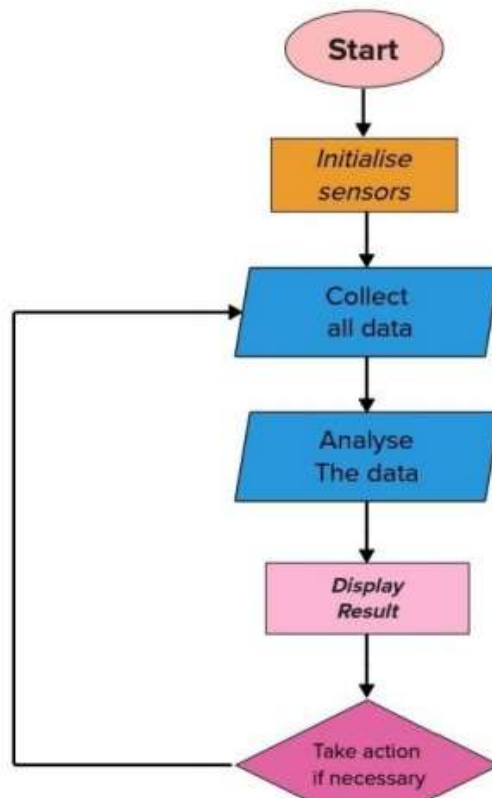 Start
Initialise
sensors
Collect
all data
Analyse
The data
Display
Result
Take action
if necessary